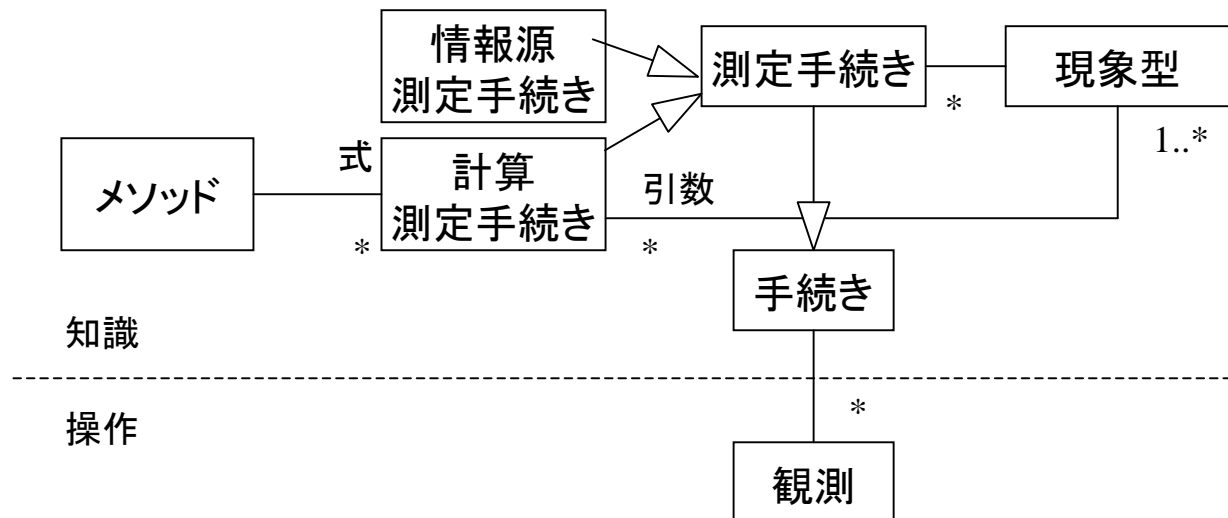 情報源
測定手続き
測定手続き
現象型
*
1..*
メソッド
式
計算
測定手続き
引数
*
*
手続き
知識
操作
*
観測